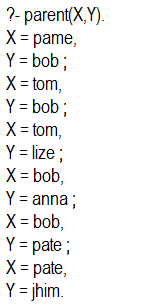 ?- parent(X,Y).
X = pame,
Y = bob ;
X = tom,
Y = bob ;
X = tom,
Y = lize ;
X = bob,
Y = anna ;
X = bob,
Y = pate ;
X = pate,
Y = jhim.